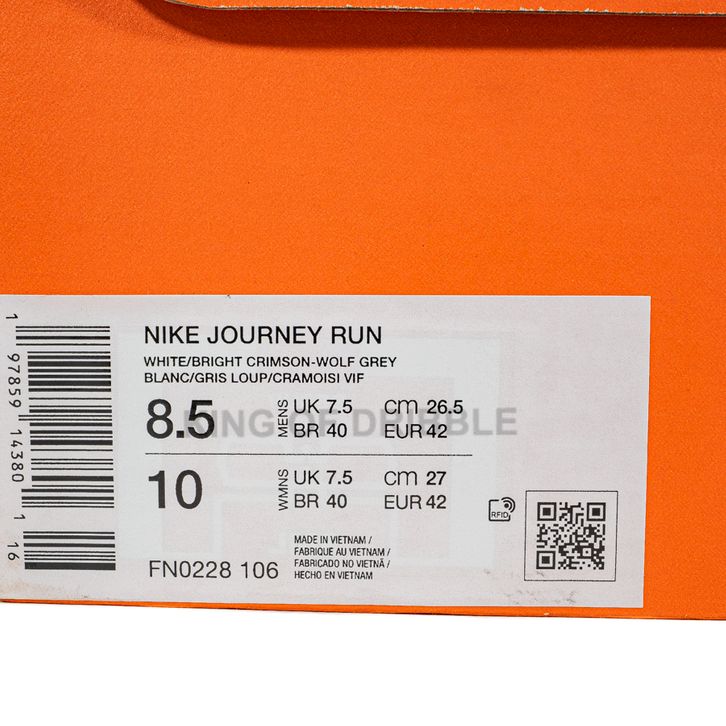 NIKE JOURNEY RUN
WHITE/BRIGHT CRIMSON-WOLF GREY
BLANC/GRIS LOUP/CRAMOISI VIF
8.5 MENS UK 7.5 cm 26.5
BR 40 EUR 42
KING OF DRIBBLE
10 WMNS UK 7.5 cm 27
BR 40 EUR 42
RFID
MADE IN VIETNAM /
FABRIQUE AU VIETNAM /
FABRICADO NO VIETNÃ /
HECHO EN VIETNAM
FN0228 106
1 97859 14380 1 16